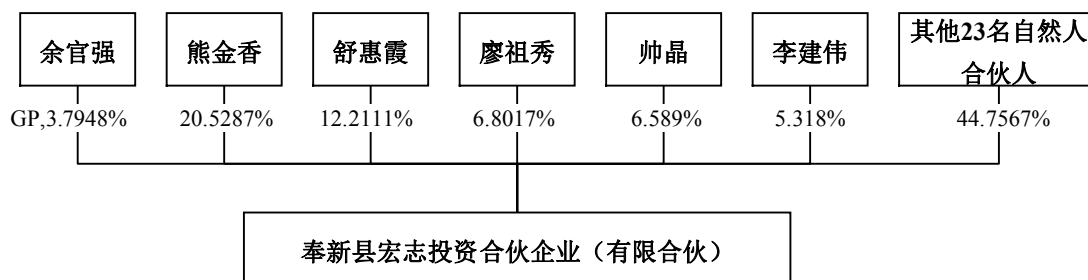 余官强
熊金香
舒惠霞
廖祖秀
帅晶
李建伟
其他23名自然人
合伙人
GP,3.7948%
20.5287%
12.2111%
6.8017%
6.589%
5.318%
44.7567%
奉新县宏志投资合伙企业（有限合伙）